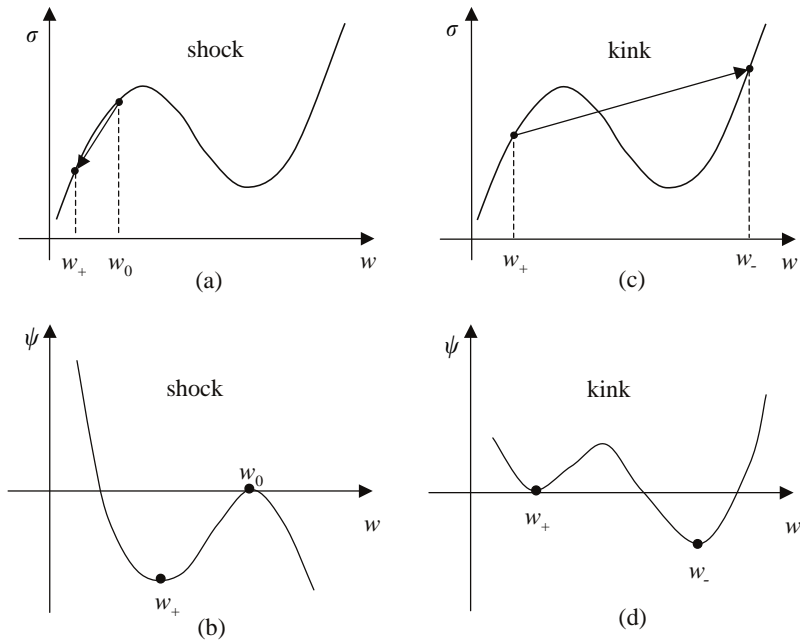 σ
shock
w₊ w₀ w
(a)
σ
kink
w₊ w₋ w
(c)
ψ
shock
w₀
w
w₊
(b)
ψ
kink
w₊
w
w₋
(d)